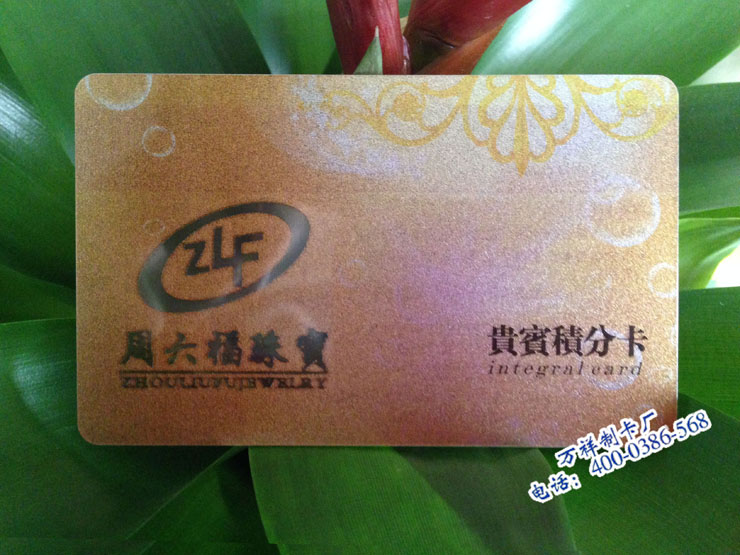 ZLF
周六福珠寶
ZHOULIUFUJEWELRY
貴賓積分卡
integral card
万祥制卡厂
电话：400-0386-568